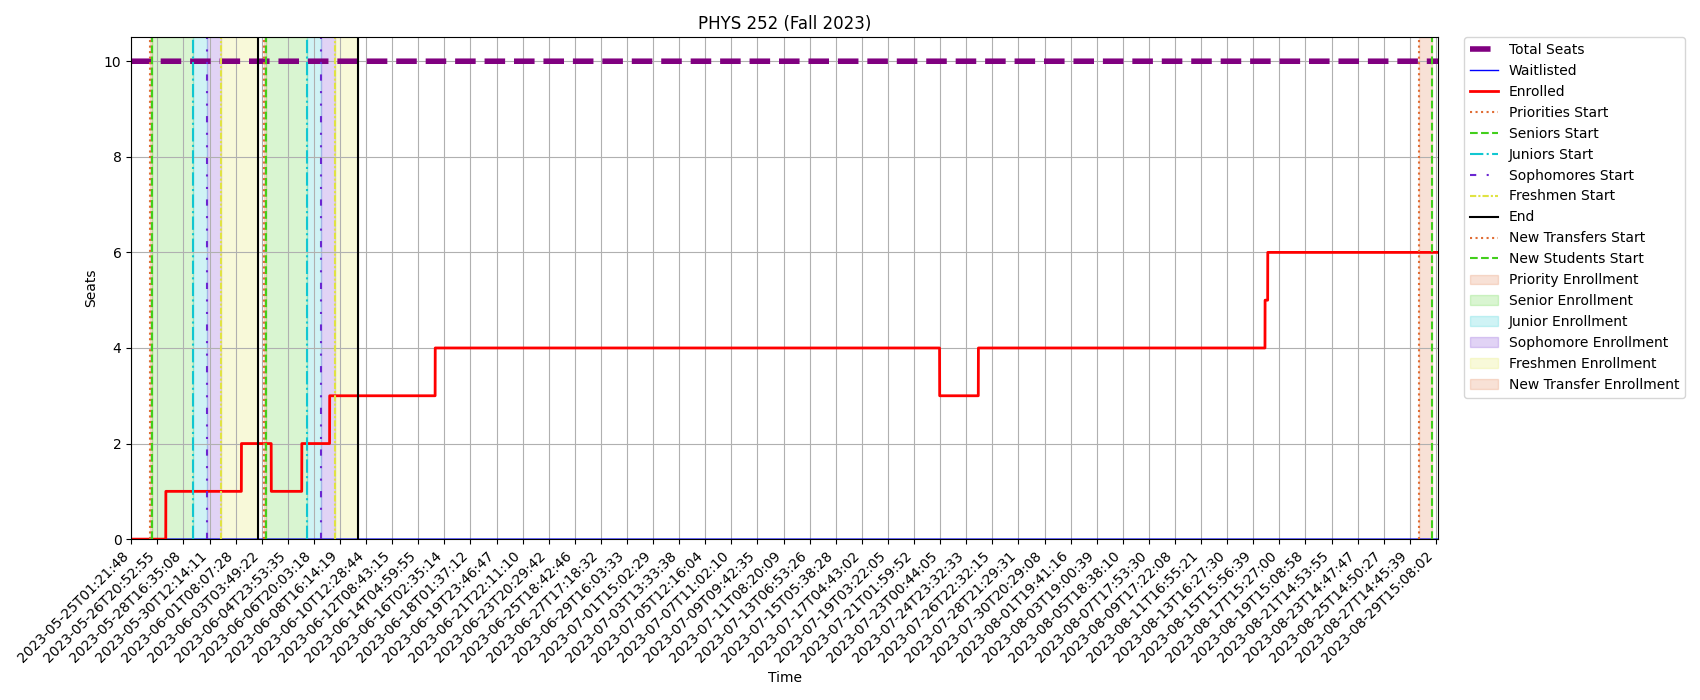 PHYS 252 (Fall 2023)
Seats
10
8
6
4
2
0
2023-05-25T01:21:48
2023-05-26T20:52:55
2023-05-28T16:35:08
2023-05-30T12:14:11
2023-06-01T08:07:28
2023-06-03T03:49:22
2023-06-04T23:53:35
2023-06-06T20:03:18
2023-06-08T16:14:19
2023-06-10T12:28:44
2023-06-12T08:43:15
2023-06-14T04:59:55
2023-06-16T02:35:14
2023-06-18T01:37:12
2023-06-19T23:46:47
2023-06-21T22:11:10
2023-06-23T20:29:42
2023-06-25T18:42:46
2023-06-27T17:18:32
2023-06-29T16:03:33
2023-07-01T15:02:29
2023-07-03T13:33:38
2023-07-05T12:16:04
2023-07-07T11:02:10
2023-07-09T09:42:35
2023-07-11T08:20:09
2023-07-13T06:53:26
2023-07-15T05:38:28
2023-07-17T04:43:02
2023-07-19T03:22:05
2023-07-21T01:59:52
2023-07-23T00:44:05
2023-07-24T23:32:33
2023-07-26T22:32:15
2023-07-28T21:29:31
2023-07-30T20:29:08
2023-08-01T19:41:16
2023-08-03T19:00:39
2023-08-05T18:38:10
2023-08-07T17:53:30
2023-08-09T17:22:08
2023-08-11T16:55:21
2023-08-13T16:27:30
2023-08-15T15:56:39
2023-08-17T15:27:00
2023-08-19T15:08:58
2023-08-21T14:53:55
2023-08-23T14:47:47
2023-08-25T14:50:27
2023-08-27T14:45:39
2023-08-29T15:08:02
Time
Total Seats
Waitlisted
Enrolled
Priorities Start
Seniors Start
Juniors Start
Sophomores Start
Freshmen Start
End
New Transfers Start
New Students Start
Priority Enrollment
Senior Enrollment
Junior Enrollment
Sophomore Enrollment
Freshmen Enrollment
New Transfer Enrollment